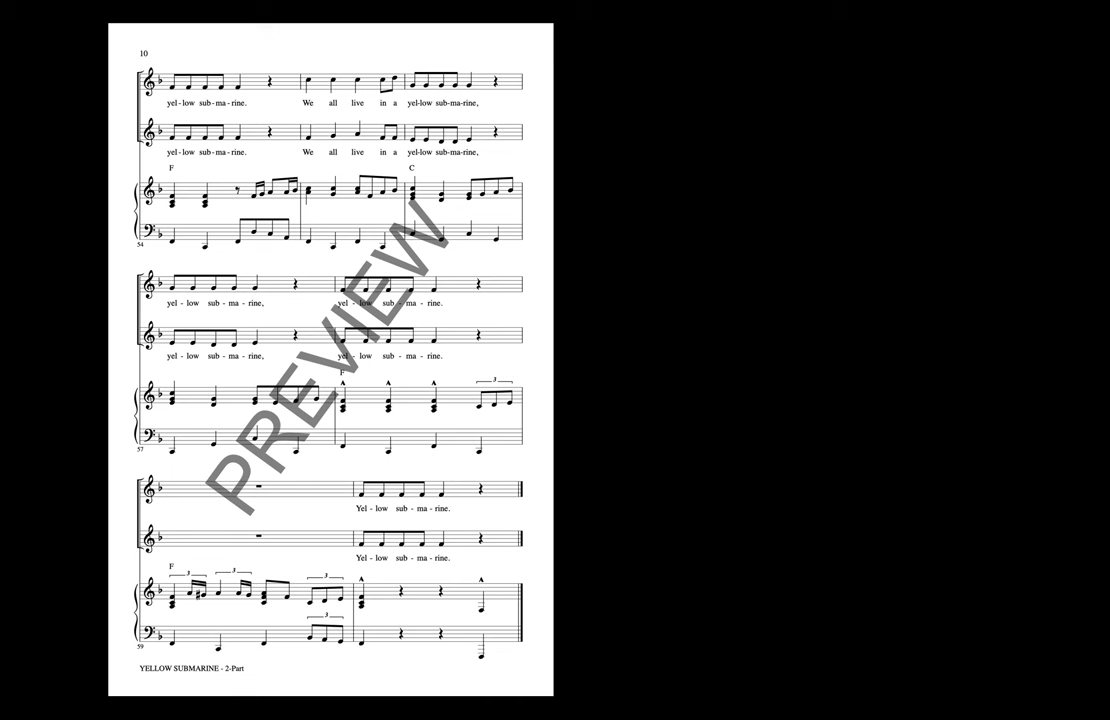 10
yel - low sub - ma - rine. We all live in a yel-low sub-ma-rine,
yel - low sub - ma - rine. We all live in a yel-low sub-ma-rine,
F C
54
yel - low sub - ma - rine, yel - low sub - ma - rine.
yel - low sub - ma - rine, yel - low sub - ma - rine.
F
3
57
PREVIEW
Yel - low sub - ma - rine.
Yel - low sub - ma - rine.
F
3 3 3
3
59
YELLOW SUBMARINE - 2-Part